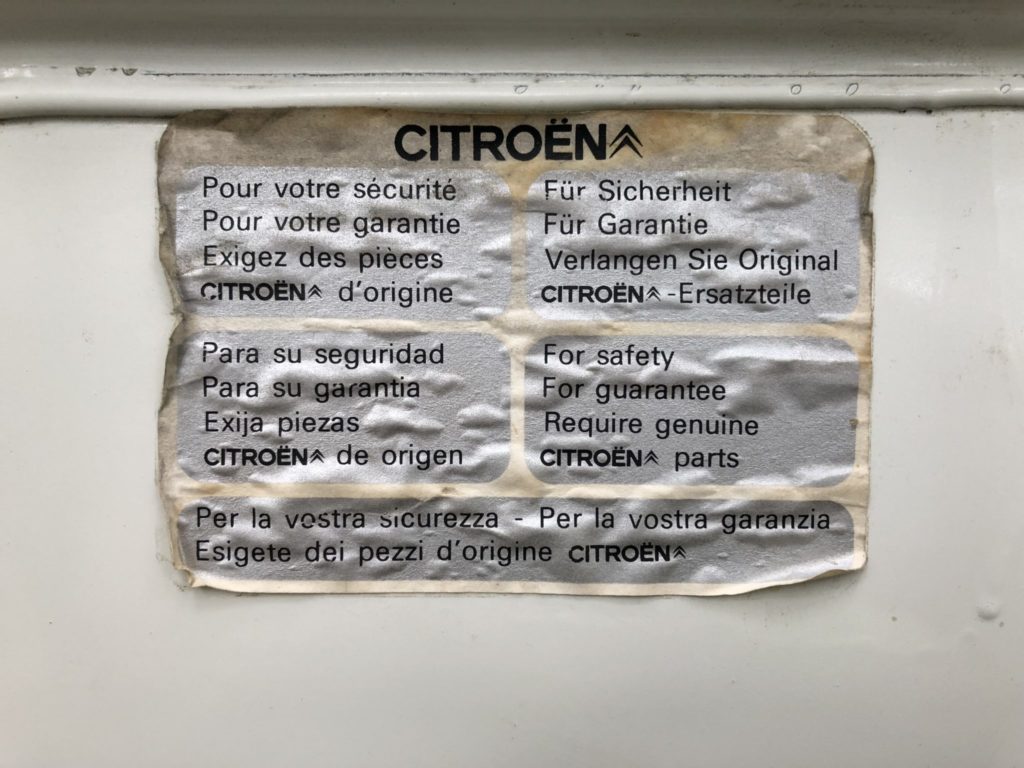 CITROËN
Pour votre sécurité
Pour votre garantie
Exigez des pièces
CITROËN d'origine
Für Sicherheit
Für Garantie
Verlangen Sie Original
CITROËN -Ersatzteile
Para su seguridad
Para su garantia
Exija piezas
CITROËN de origen
For safety
For guarantee
Require genuine
CITROËN parts
Per la vostra sicurezza - Per la vostra garanzia
Esigete dei pezzi d'origine CITROËN